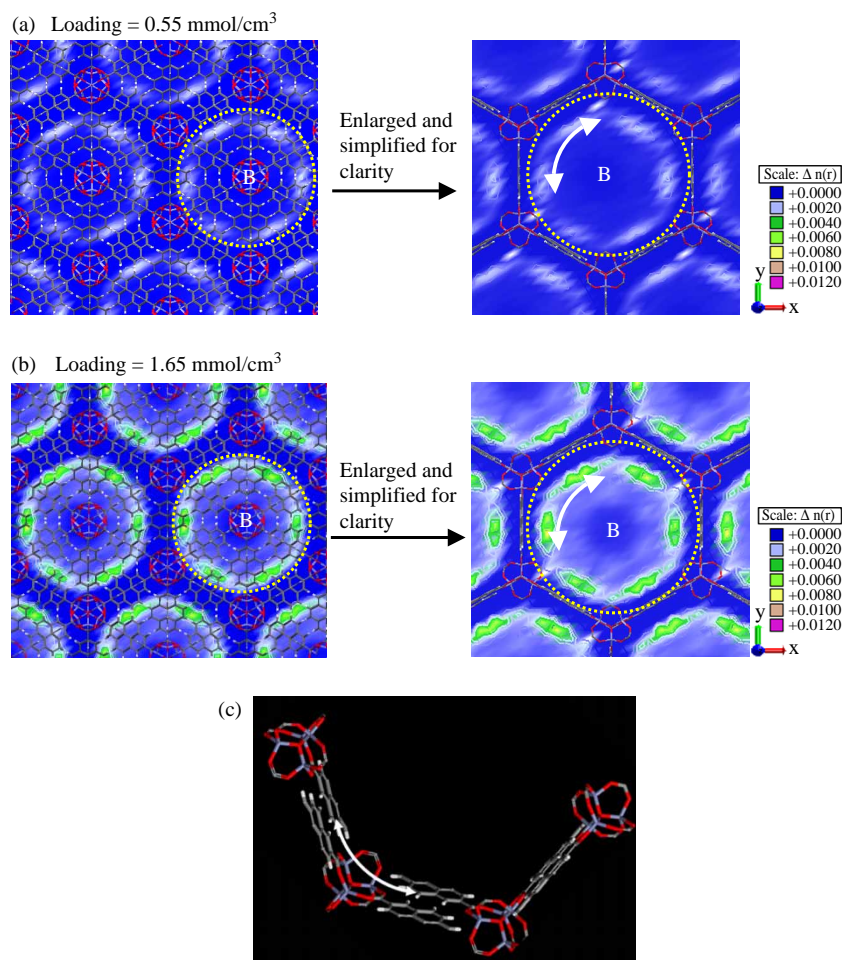 (a) Loading = 0.55 mmol/cm³
B
Enlarged and
simplified for
clarity
B
Scale: Δ n(r)
+0.0000
+0.0020
+0.0040
+0.0060
+0.0080
+0.0100
+0.0120
y
x
(b) Loading = 1.65 mmol/cm³
B
Enlarged and
simplified for
clarity
B
Scale: Δ n(r)
+0.0000
+0.0020
+0.0040
+0.0060
+0.0080
+0.0100
+0.0120
y
x
(c)